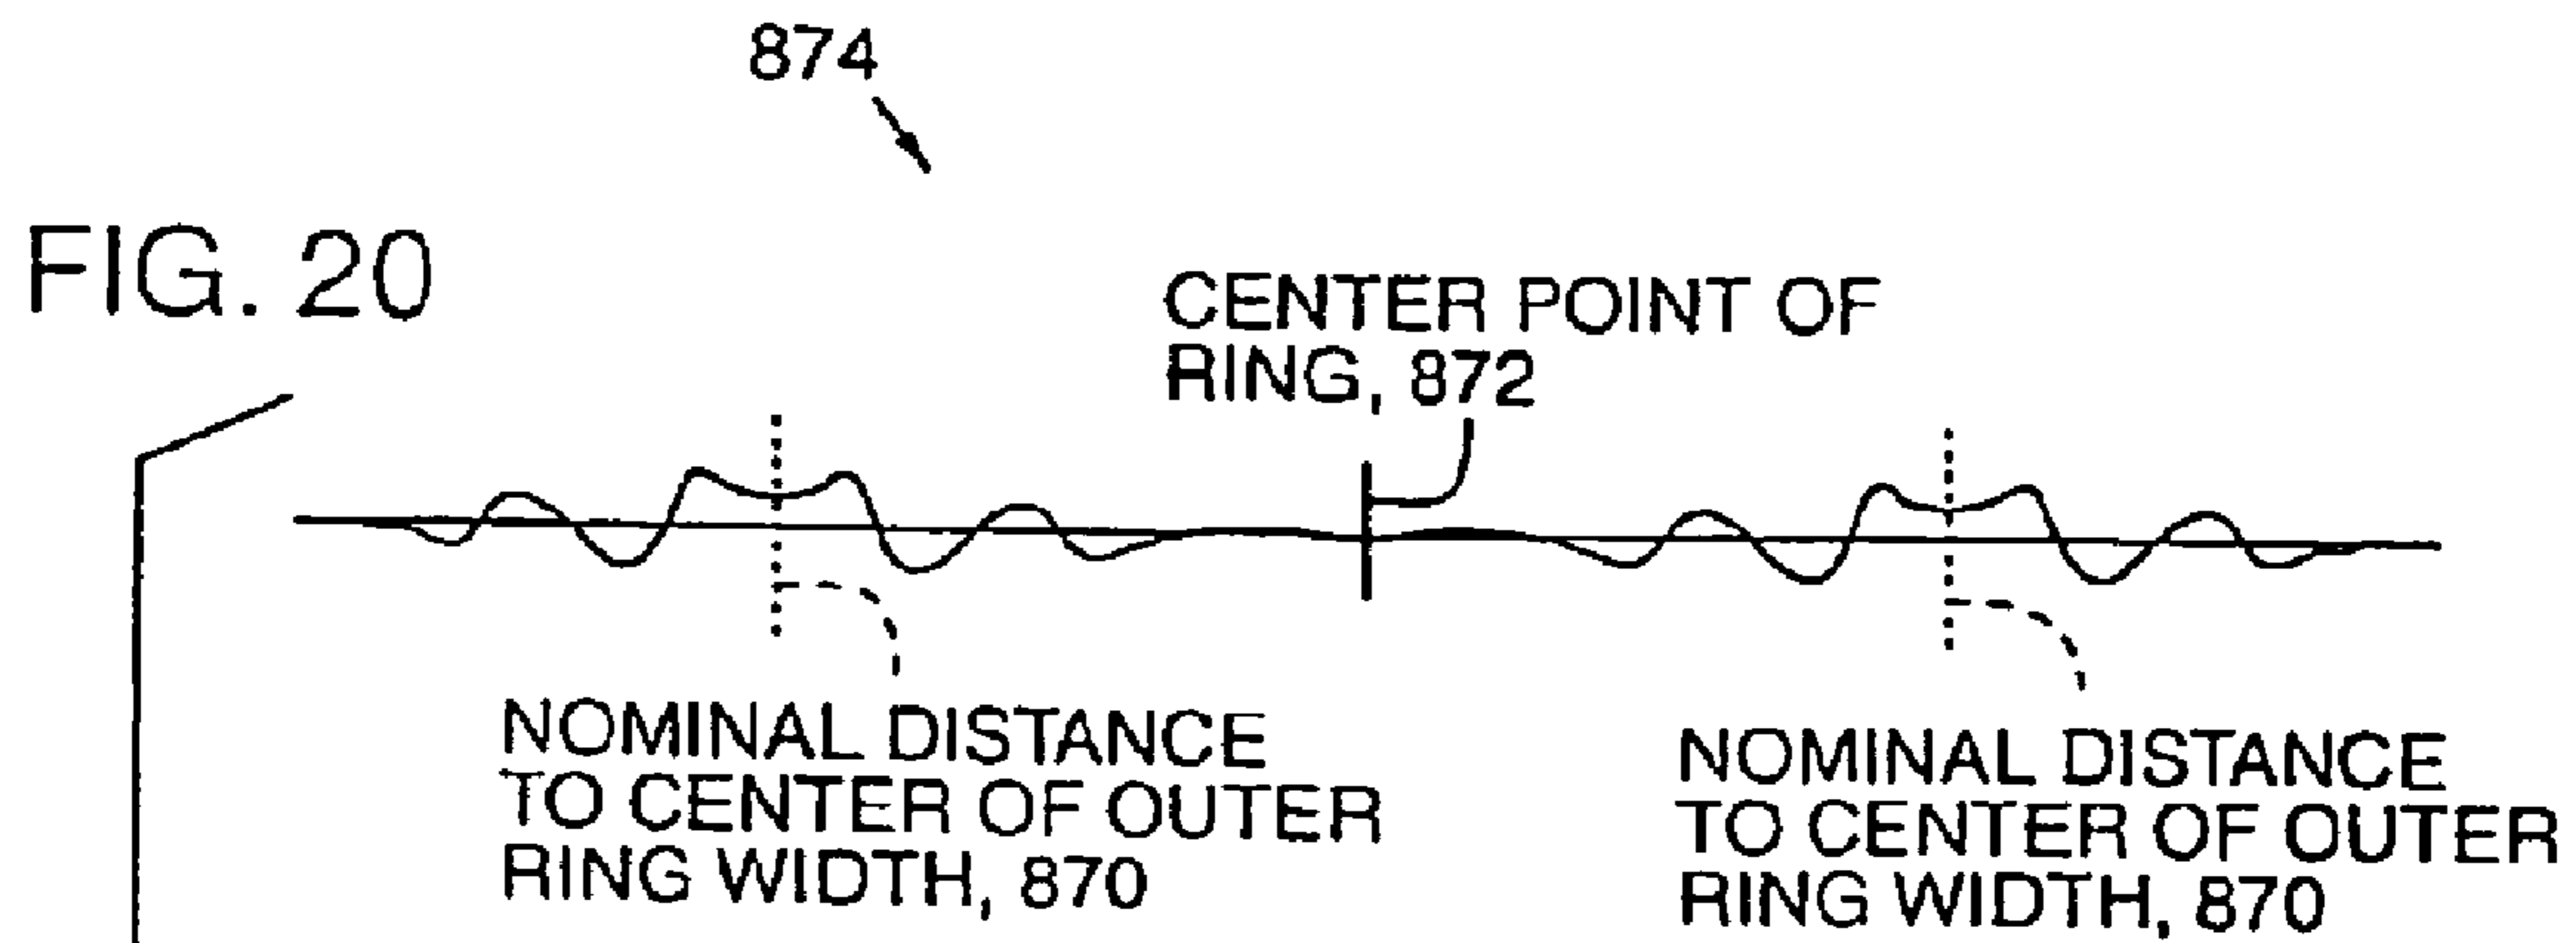 874
FIG. 20
CENTER POINT OF
RING, 872
NOMINAL DISTANCE
TO CENTER OF OUTER
RING WIDTH, 870
NOMINAL DISTANCE
TO CENTER OF OUTER
RING WIDTH, 870